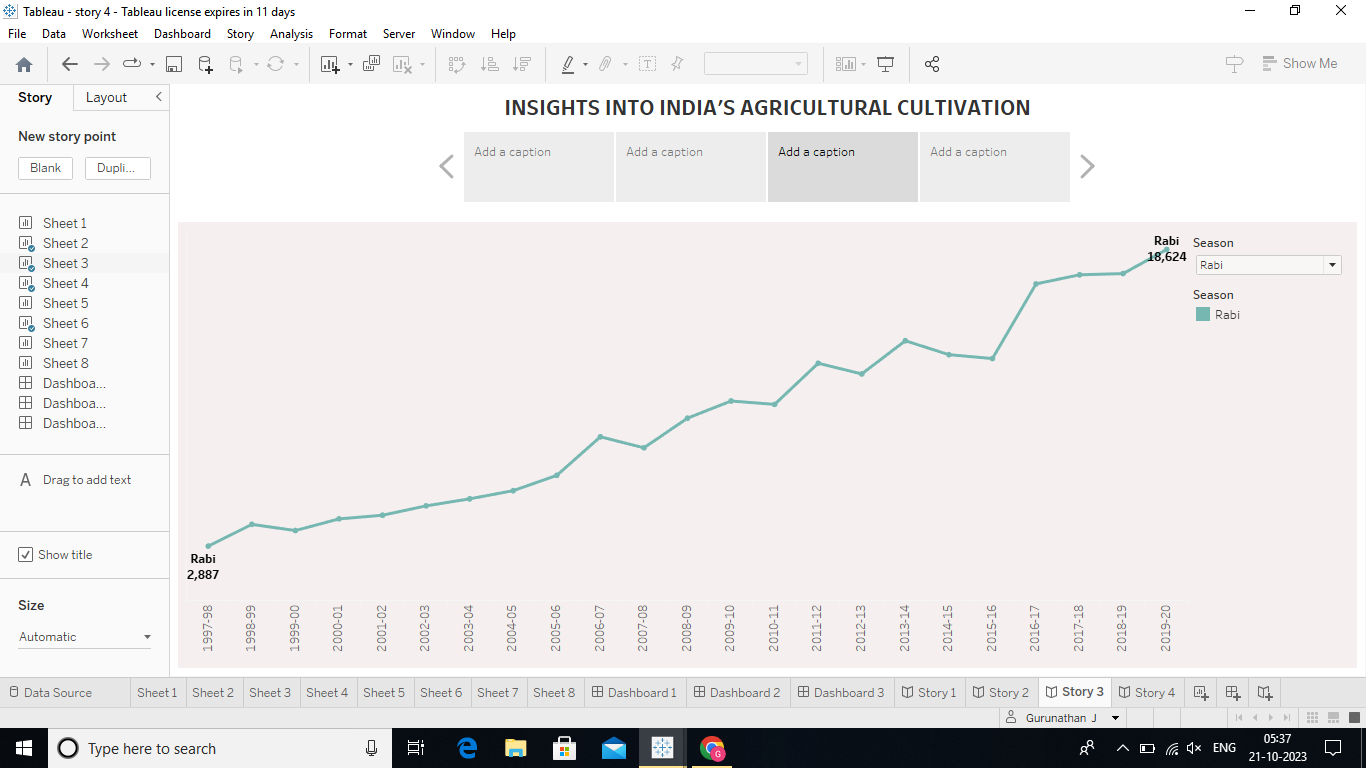 Tableau - story 4 - Tableau license expires in 11 days
File Data Worksheet Dashboard Story Analysis Format Server Window Help
Show Me
Story Layout
New story point
Blank Dupli...
Sheet 1
Sheet 2
Sheet 3
Sheet 4
Sheet 5
Sheet 6
Sheet 7
Sheet 8
Dashboa...
Dashboa...
Dashboa...
A Drag to add text
Show title
Size
Automatic
INSIGHTS INTO INDIA’S AGRICULTURAL CULTIVATION
Add a caption Add a caption Add a caption Add a caption
Rabi
18,624
Season
Rabi
Season
Rabi
Rabi
2,887
1997-98 1998-99 1999-00 2000-01 2001-02 2002-03 2003-04 2004-05 2005-06 2006-07 2007-08 2008-09 2009-10 2010-11 2011-12 2012-13 2013-14 2014-15 2015-16 2016-17 2017-18 2018-19 2019-20
Data Source Sheet 1 Sheet 2 Sheet 3 Sheet 4 Sheet 5 Sheet 6 Sheet 7 Sheet 8 Dashboard 1 Dashboard 2 Dashboard 3 Story 1 Story 2 Story 3 Story 4
Gurunathan J
Type here to search
G
ENG
05:37
21-10-2023